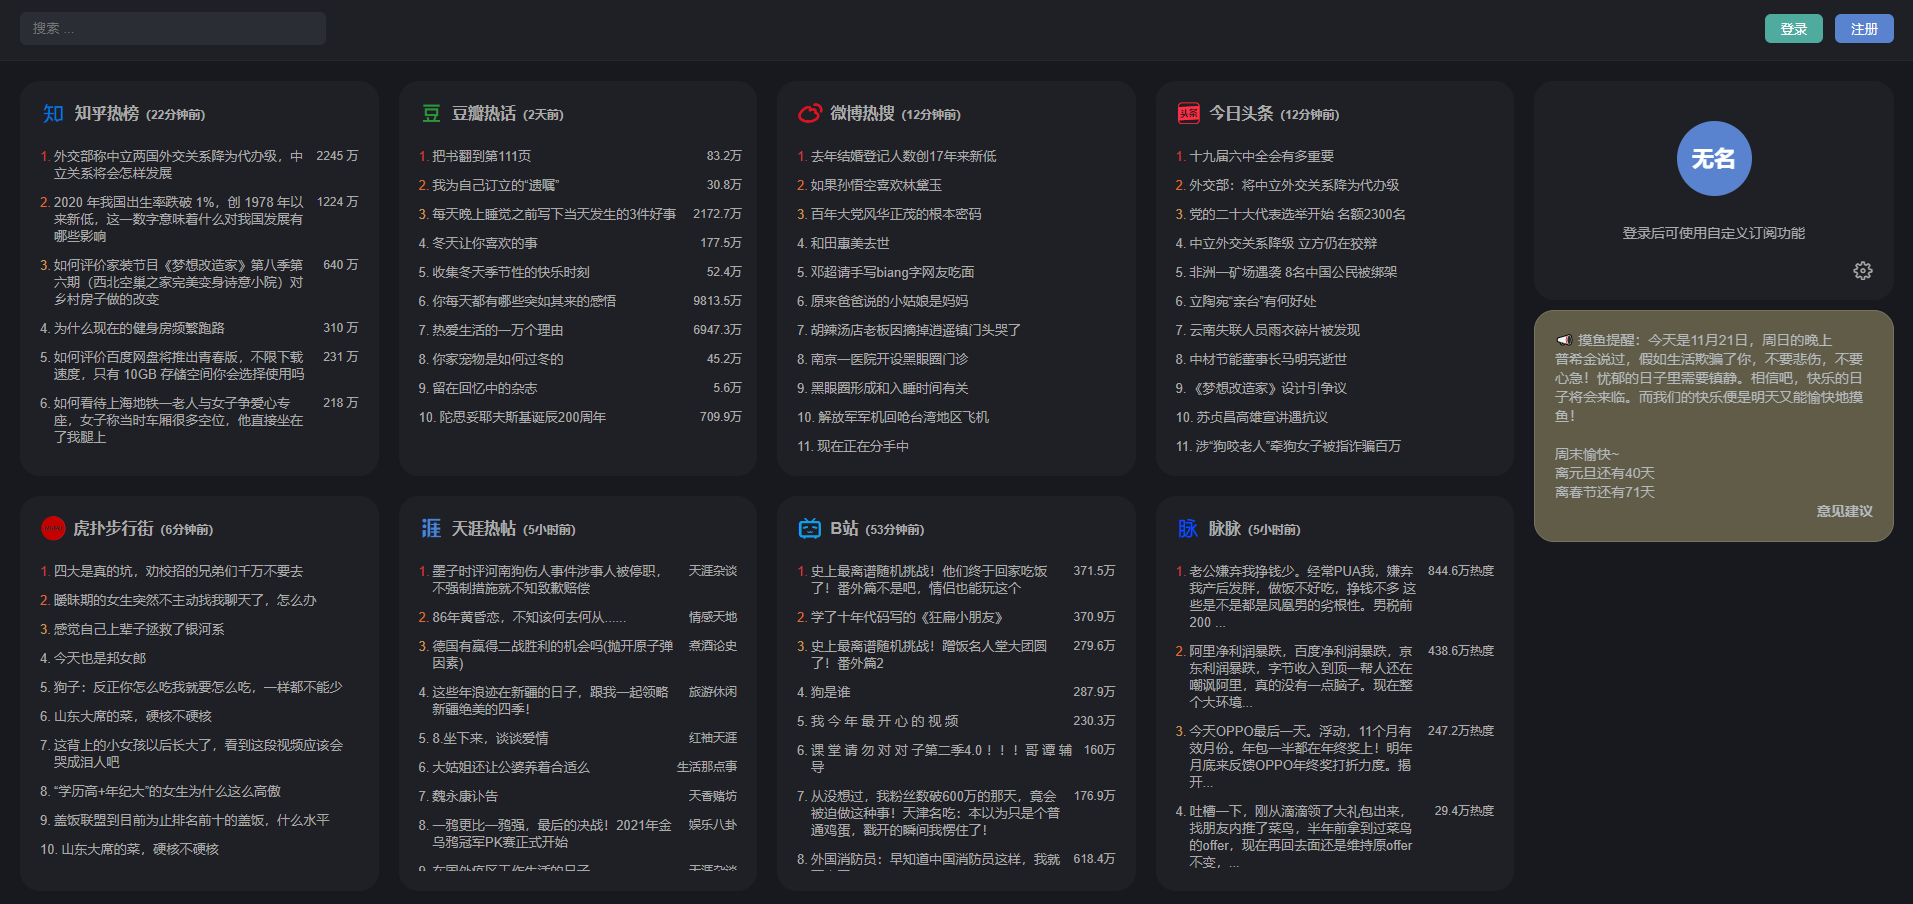 搜索 ...
登录
注册
知 知乎热榜 (22分钟前)
1. 外交部称中立两国外交关系降为代办级，中 2245 万
立关系将会怎样发展
2. 2020 年我国出生率跌破 1%，创 1978 年以 1224 万
来新低，这一数字意味着什么对我国发展有
哪些影响
3. 如何评价家装节目《梦想改造家》第八季第 640 万
六期（西北空巢之家完美变身诗意小院）对
乡村房子做的改变
4. 为什么现在的健身房频繁跑路 310 万
5. 如何评价百度网盘将推出青春版，不限下载 231 万
速度，只有 10GB 存储空间你会选择使用吗
6. 如何看待上海地铁一老人与女子争爱心专 218 万
座，女子称当时车厢很多空位，他直接坐在
了我腿上
豆 豆瓣热话 (2天前)
1. 把书翻到第111页 83.2万
2. 我为自己订立的“遗嘱” 30.8万
3. 每天晚上睡觉之前写下当天发生的3件好事 2172.7万
4. 冬天让你喜欢的事 177.5万
5. 收集冬天季节性的快乐时刻 52.4万
6. 你每天都有哪些突如其来的感悟 9813.5万
7. 热爱生活的一万个理由 6947.3万
8. 你家宠物是如何过冬的 45.2万
9. 留在回忆中的杂志 5.6万
10. 陀思妥耶夫斯基诞辰200周年 709.9万
微博热搜 (12分钟前)
1. 去年结婚登记人数创17年来新低
2. 如果孙悟空喜欢林黛玉
3. 百年大党风华正茂的根本密码
4. 和田惠美去世
5. 邓超请手写biang字网友吃面
6. 原来爸爸说的小姑娘是妈妈
7. 胡辣汤店老板因摘掉逍遥镇门头哭了
8. 南京一医院开设黑眼圈门诊
9. 黑眼圈形成和入睡时间有关
10. 解放军军机回呛台湾地区飞机
11. 现在正在分手中
头条 今日头条 (12分钟前)
1. 十九届六中全会有多重要
2. 外交部：将中立外交关系降为代办级
3. 党的二十大代表选举开始 名额2300名
4. 中立外交关系降级 立方仍在狡辩
5. 非洲一矿场遇袭 8名中国公民被绑架
6. 立陶宛“亲台”有何好处
7. 云南失联人员雨衣碎片被发现
8. 中材节能董事长马明亮逝世
9. 《梦想改造家》设计引争议
10. 苏贞昌高雄宣讲遇抗议
11. 涉“狗咬老人”牵狗女子被指诈骗百万
无名
登录后可使用自定义订阅功能
摸鱼提醒：今天是11月21日，周日的晚上
普希金说过，假如生活欺骗了你，不要悲伤，不要
心急！忧郁的日子里需要镇静。相信吧，快乐的日
子将会来临。而我们的快乐便是明天又能愉快地摸
鱼！
周末愉快~
离元旦还有40天
离春节还有71天
意见建议
虎扑步行街 (6分钟前)
1. 四大是真的坑，劝校招的兄弟们千万不要去
2. 暧昧期的女生突然不主动找我聊天了，怎么办
3. 感觉自己上辈子拯救了银河系
4. 今天也是邦女郎
5. 狗子：反正你怎么吃我就要怎么吃，一样都不能少
6. 山东大席的菜，硬核不硬核
7. 这背上的小女孩以后长大了，看到这段视频应该会
哭成泪人吧
8. “学历高+年纪大”的女生为什么这么高傲
9. 盖饭联盟到目前为止排名前十的盖饭，什么水平
10. 山东大席的菜，硬核不硬核
涯 天涯热帖 (5小时前)
1. 墨子时评河南狗伤人事件涉事人被停职， 天涯杂谈
不强制措施就不知致歉赔偿
2. 86年黄昏恋，不知该何去何从...... 情感天地
3. 德国有赢得二战胜利的机会吗(抛开原子弹 煮酒论史
因素)
4. 这些年浪迹在新疆的日子，跟我一起领略 旅游休闲
新疆绝美的四季！
5. 8.坐下来，谈谈爱情 红袖天涯
6. 大姑姐还让公婆养着合适么 生活那点事
7. 魏永康讣告 天香赌坊
8. 一鸦更比一鸦强，最后的决战！2021年金 娱乐八卦
乌鸦冠军PK赛正式开始
9. 在国外疫区工作生活的日子 天涯杂谈
B站 (53分钟前)
1. 史上最离谱随机挑战！他们终于回家吃饭 371.5万
了！番外篇不是吧，情侣也能玩这个
2. 学了十年代码写的《狂扁小朋友》 370.9万
3. 史上最离谱随机挑战！蹭饭名人堂大团圆 279.6万
了！番外篇2
4. 狗是谁 287.9万
5. 我 今 年 最 开 心 的 视 频 230.3万
6. 课 堂 请 勿 对 对 子第二季4.0 ！！！哥 谭 辅 160万
导
7. 从没想过，我粉丝数破600万的那天，竟会 176.9万
被迫做这种事！天津名吃：本以为只是个普
通鸡蛋，戳开的瞬间我愣住了！
8. 外国消防员：早知道中国消防员这样，我就 618.4万
脉 脉脉 (5小时前)
1. 老公嫌弃我挣钱少。经常PUA我，嫌弃 844.6万热度
我产后发胖，做饭不好吃，挣钱不多 这
些是不是都是凤凰男的劣根性。男税前
200 ...
2. 阿里净利润暴跌，百度净利润暴跌，京 438.6万热度
东利润暴跌，字节收入到顶一帮人还在
嘲讽阿里，真的没有一点脑子。现在整
个大环境...
3. 今天OPPO最后一天。浮动，11个月有 247.2万热度
效月份。年包一半都在年终奖上！明年
月底来反馈OPPO年终奖打折力度。揭
开...
4. 吐槽一下，刚从滴滴领了大礼包出来， 29.4万热度
找朋友内推了菜鸟，半年前拿到过菜鸟
的offer，现在再回去面还是维持原offer
不变，...